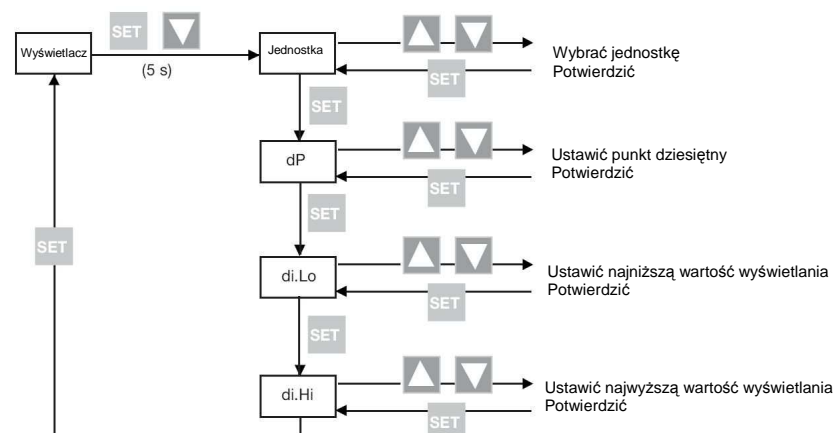 SET
Wyświetlacz
(5 s)
Jednostka
SET
Wybrać jednostkę
Potwierdzić
SET
dP
SET
Ustawić punkt dziesiętny
Potwierdzić
SET
SET
di.Lo
SET
Ustawić najniższą wartość wyświetlania
Potwierdzić
SET
di.Hi
SET
Ustawić najwyższą wartość wyświetlania
Potwierdzić